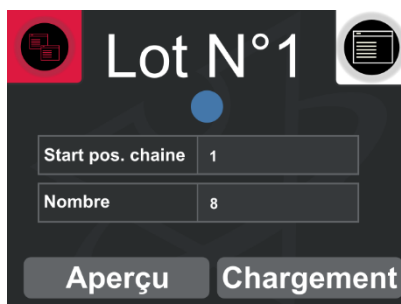 Lot N°1
Start pos. chaine 1
Nombre 8
Aperçu Chargement